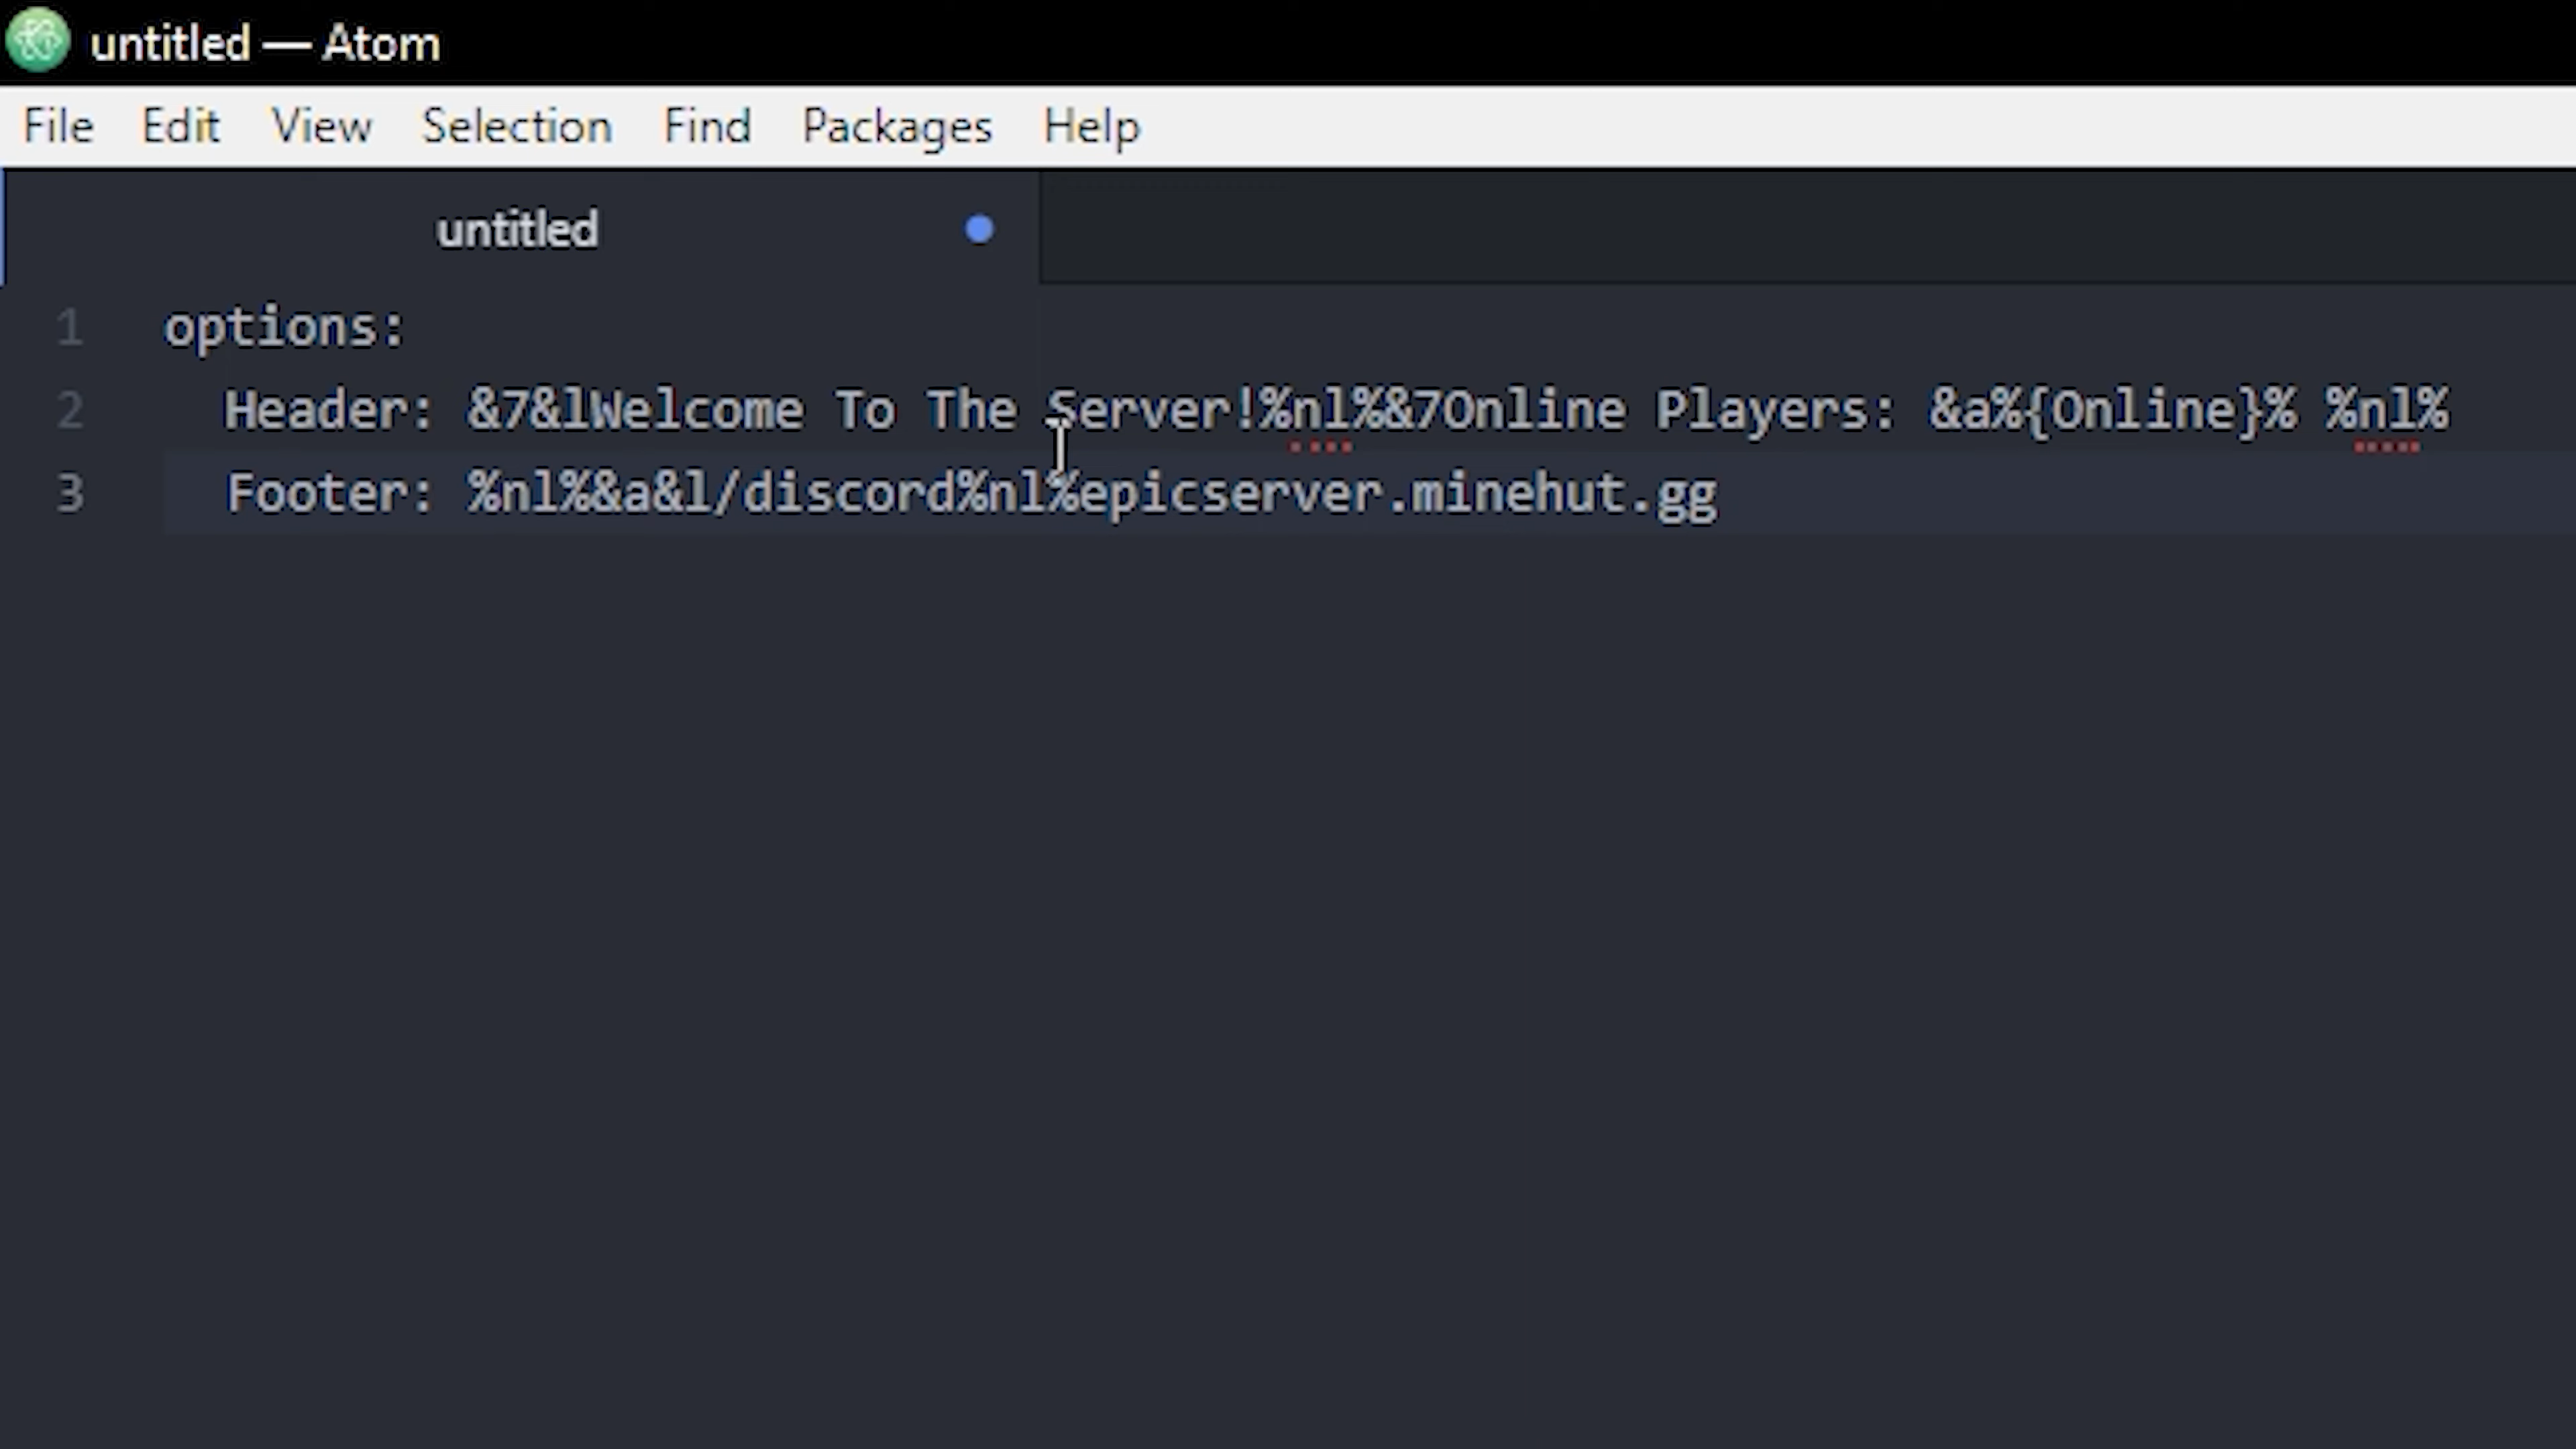 untitled — Atom
File Edit View Selection Find Packages Help
untitled
1 options:
2 Header: &7&lWelcome To The Server!%nl%&7Online Players: &a%{Online}% %nl%
3 Footer: %nl%&a&l/discord%nl%epicserver.minehut.gg